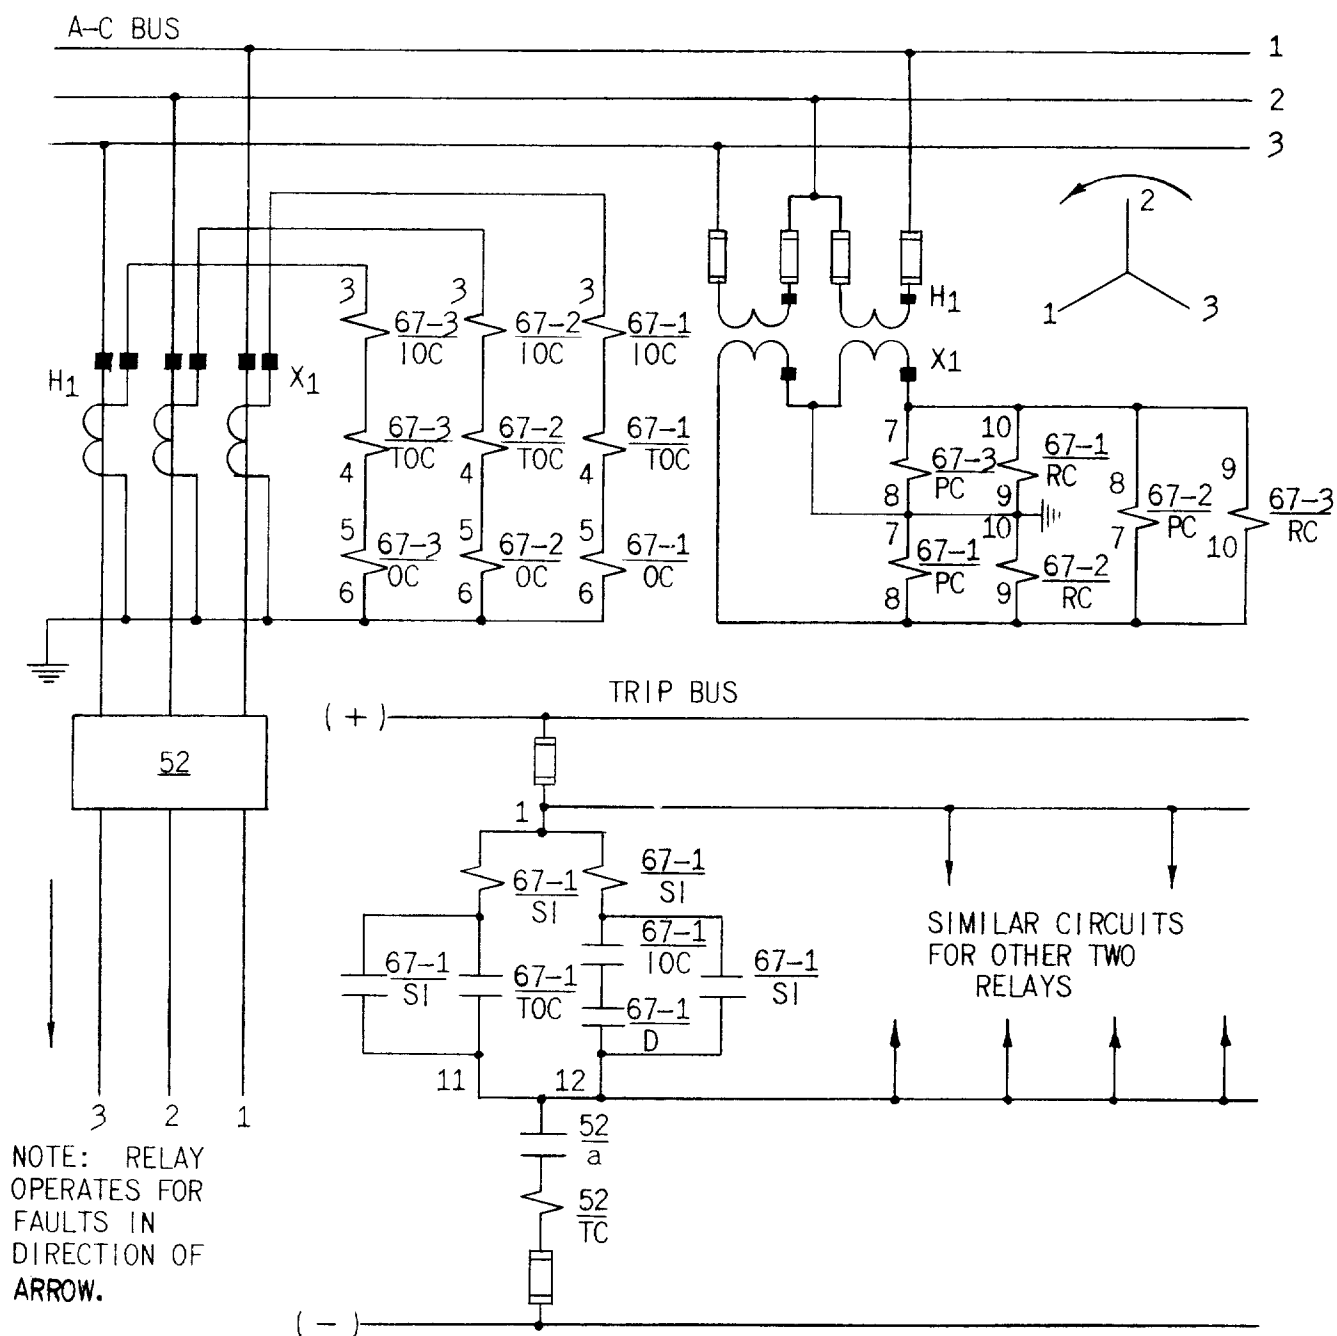 A-C BUS
1
2
3
2
1
3
H1
X1
3
67-3
IOC
3
67-2
IOC
3
67-1
IOC
67-3
TOC
4
67-2
TOC
4
67-1
TOC
4
5
67-3
OC
6
5
67-2
OC
6
5
67-1
OC
6
H1
X1
7
67-3
PC
8
10
67-1
RC
9
8
67-2
PC
7
9
67-3
RC
10
7
67-1
PC
8
10
67-2
RC
9
52
3
2
1
NOTE: RELAY
OPERATES FOR
FAULTS IN
DIRECTION OF
ARROW.
TRIP BUS
(+)
1
67-1
SI
67-1
SI
67-1
SI
67-1
TOC
67-1
IOC
67-1
D
67-1
SI
11
12
52
a
52
TC
(-)
SIMILAR CIRCUITS
FOR OTHER TWO
RELAYS